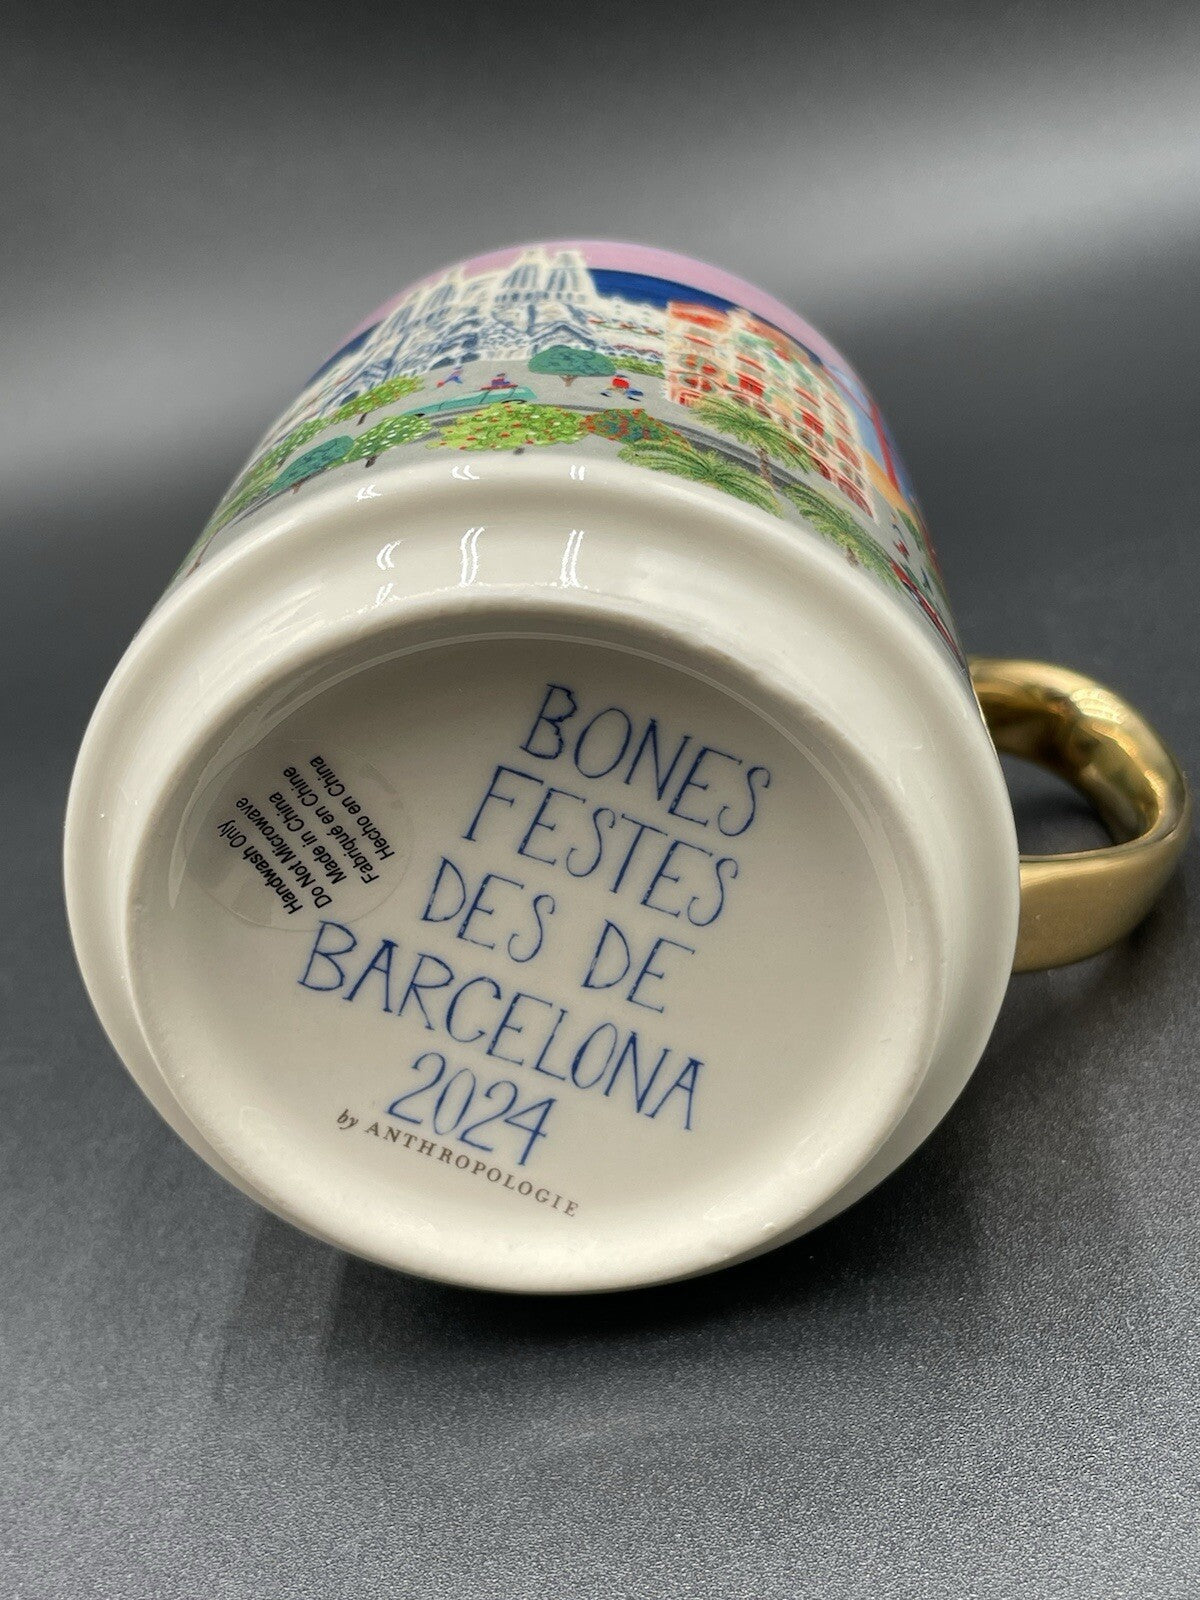 BONES
FESTES
DES DE
BARCELONA
2024
by ANTHROPOLOGIE
Handwash Only
Do Not Microwave
Made in China
Fabriqué en Chine
Hecho en China